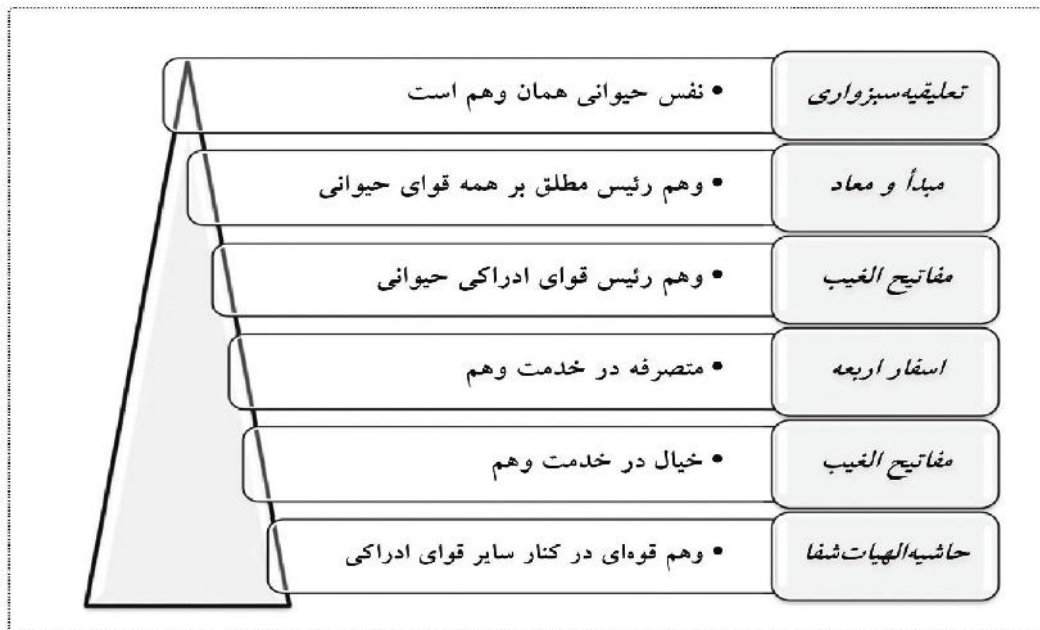 تعلیقیه‌سبزواری
• نفس حیوانی همان وهم است
مبدأ و معاد
• وهم رئیس مطلق بر همه قوای حیوانی
مفاتیح الغیب
• وهم رئیس قوای ادراکی حیوانی
اسفار اربعه
• متصرفه در خدمت وهم
مفاتیح الغیب
• خیال در خدمت وهم
حاشیه‌الهیات‌شفا
• وهم قوه‌ای در کنار سایر قوای ادراکی